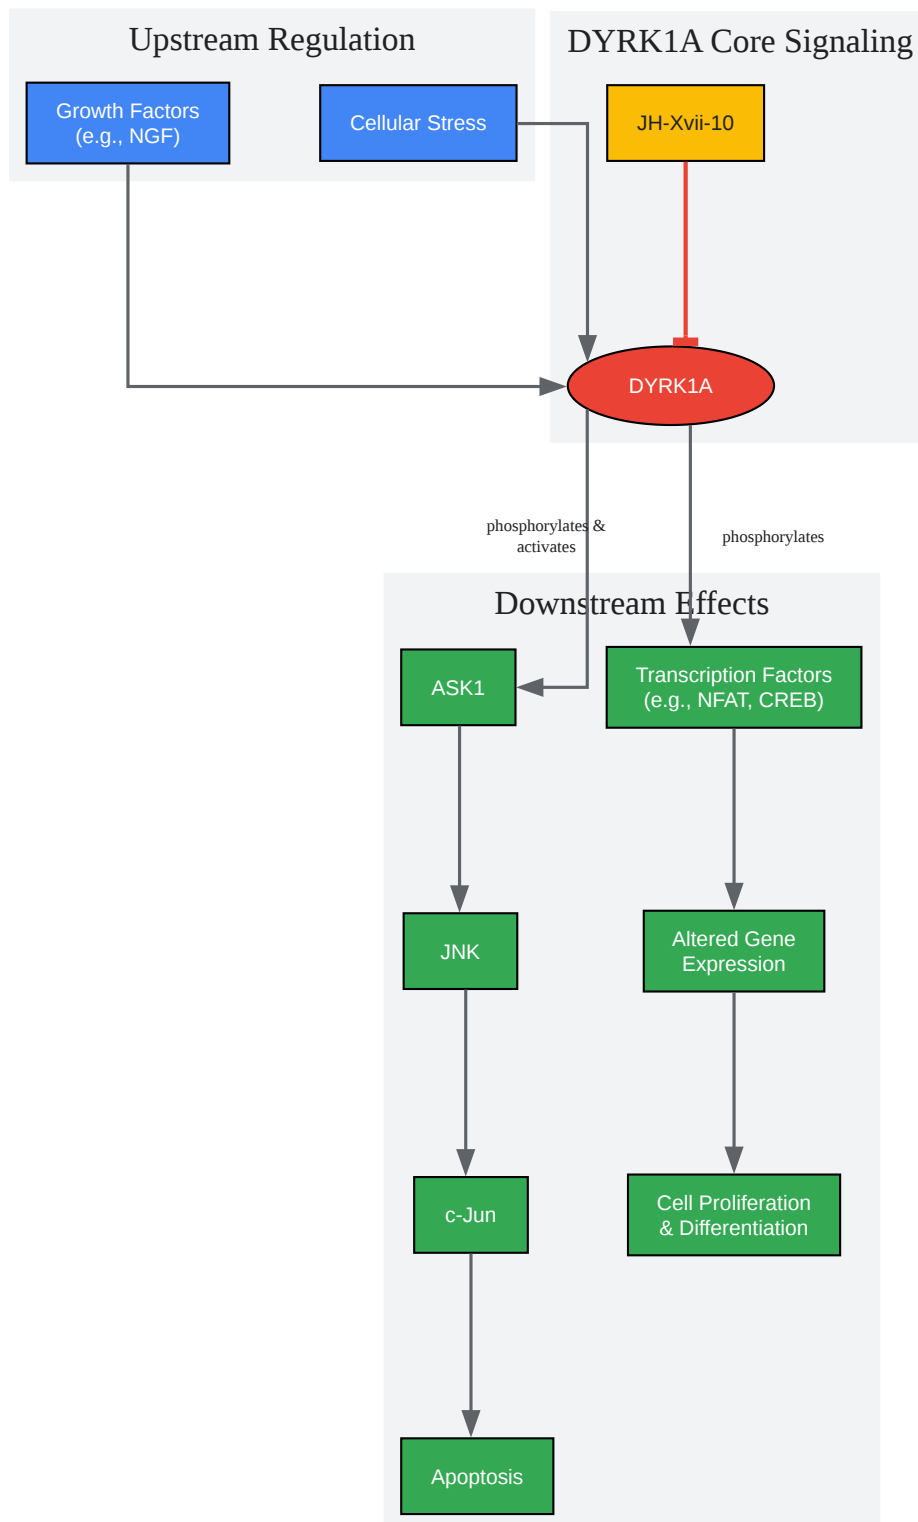 Upstream Regulation
DYRK1A Core Signaling
Growth Factors
(e.g., NGF)
Cellular Stress
JH-Xvii-10
DYRK1A
phosphorylates &
activates
phosphorylates
Downstream Effects
ASK1
Transcription Factors
(e.g., NFAT, CREB)
JNK
Altered Gene
Expression
c-Jun
Cell Proliferation
& Differentiation
Apoptosis